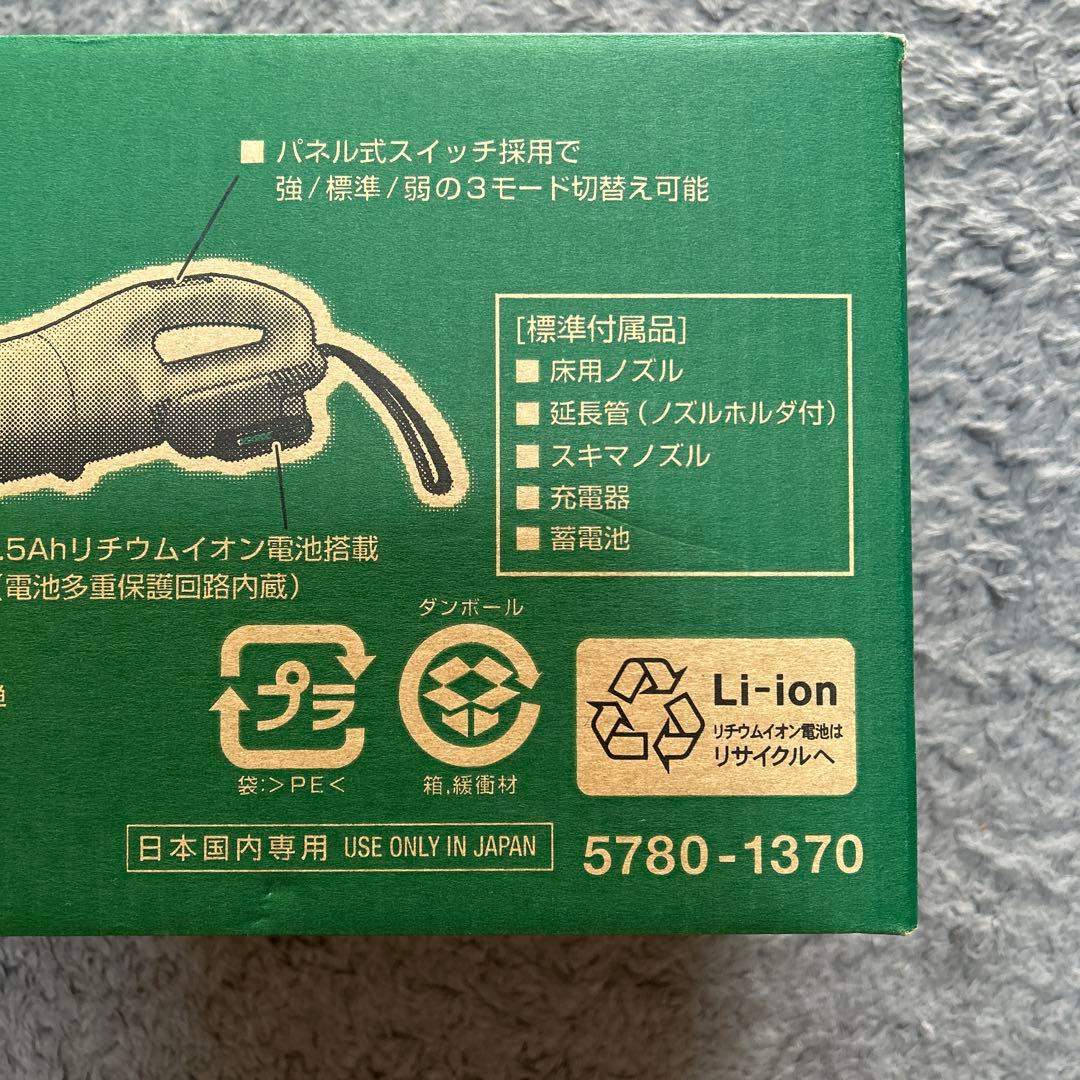 ■ パネル式スイッチ採用で
強/標準/弱の3モード切替え可能
[標準付属品]
■ 床用ノズル
■ 延長管(ノズルホルダ付)
■ スキマノズル
■ 充電器
■ 蓄電池
.5Ahリチウムイオン電池搭載
(電池多重保護回路内蔵)
ダンボール
プラ
袋:>PE<
箱,緩衝材
Li-ion
リチウムイオン電池は
リサイクルへ
日本国内専用 USE ONLY IN JAPAN
5780-1370